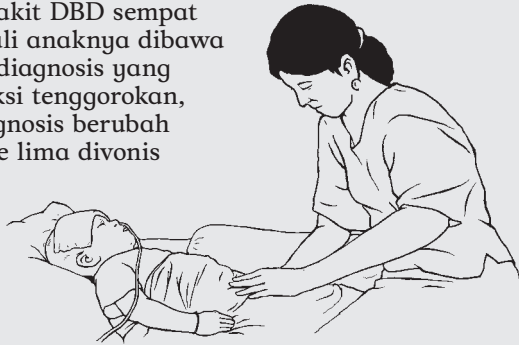 akit DBD sempat
ali anaknya dibawa
diagnosis yang
ksi tenggorokan,
gnosis berubah
e lima divonis